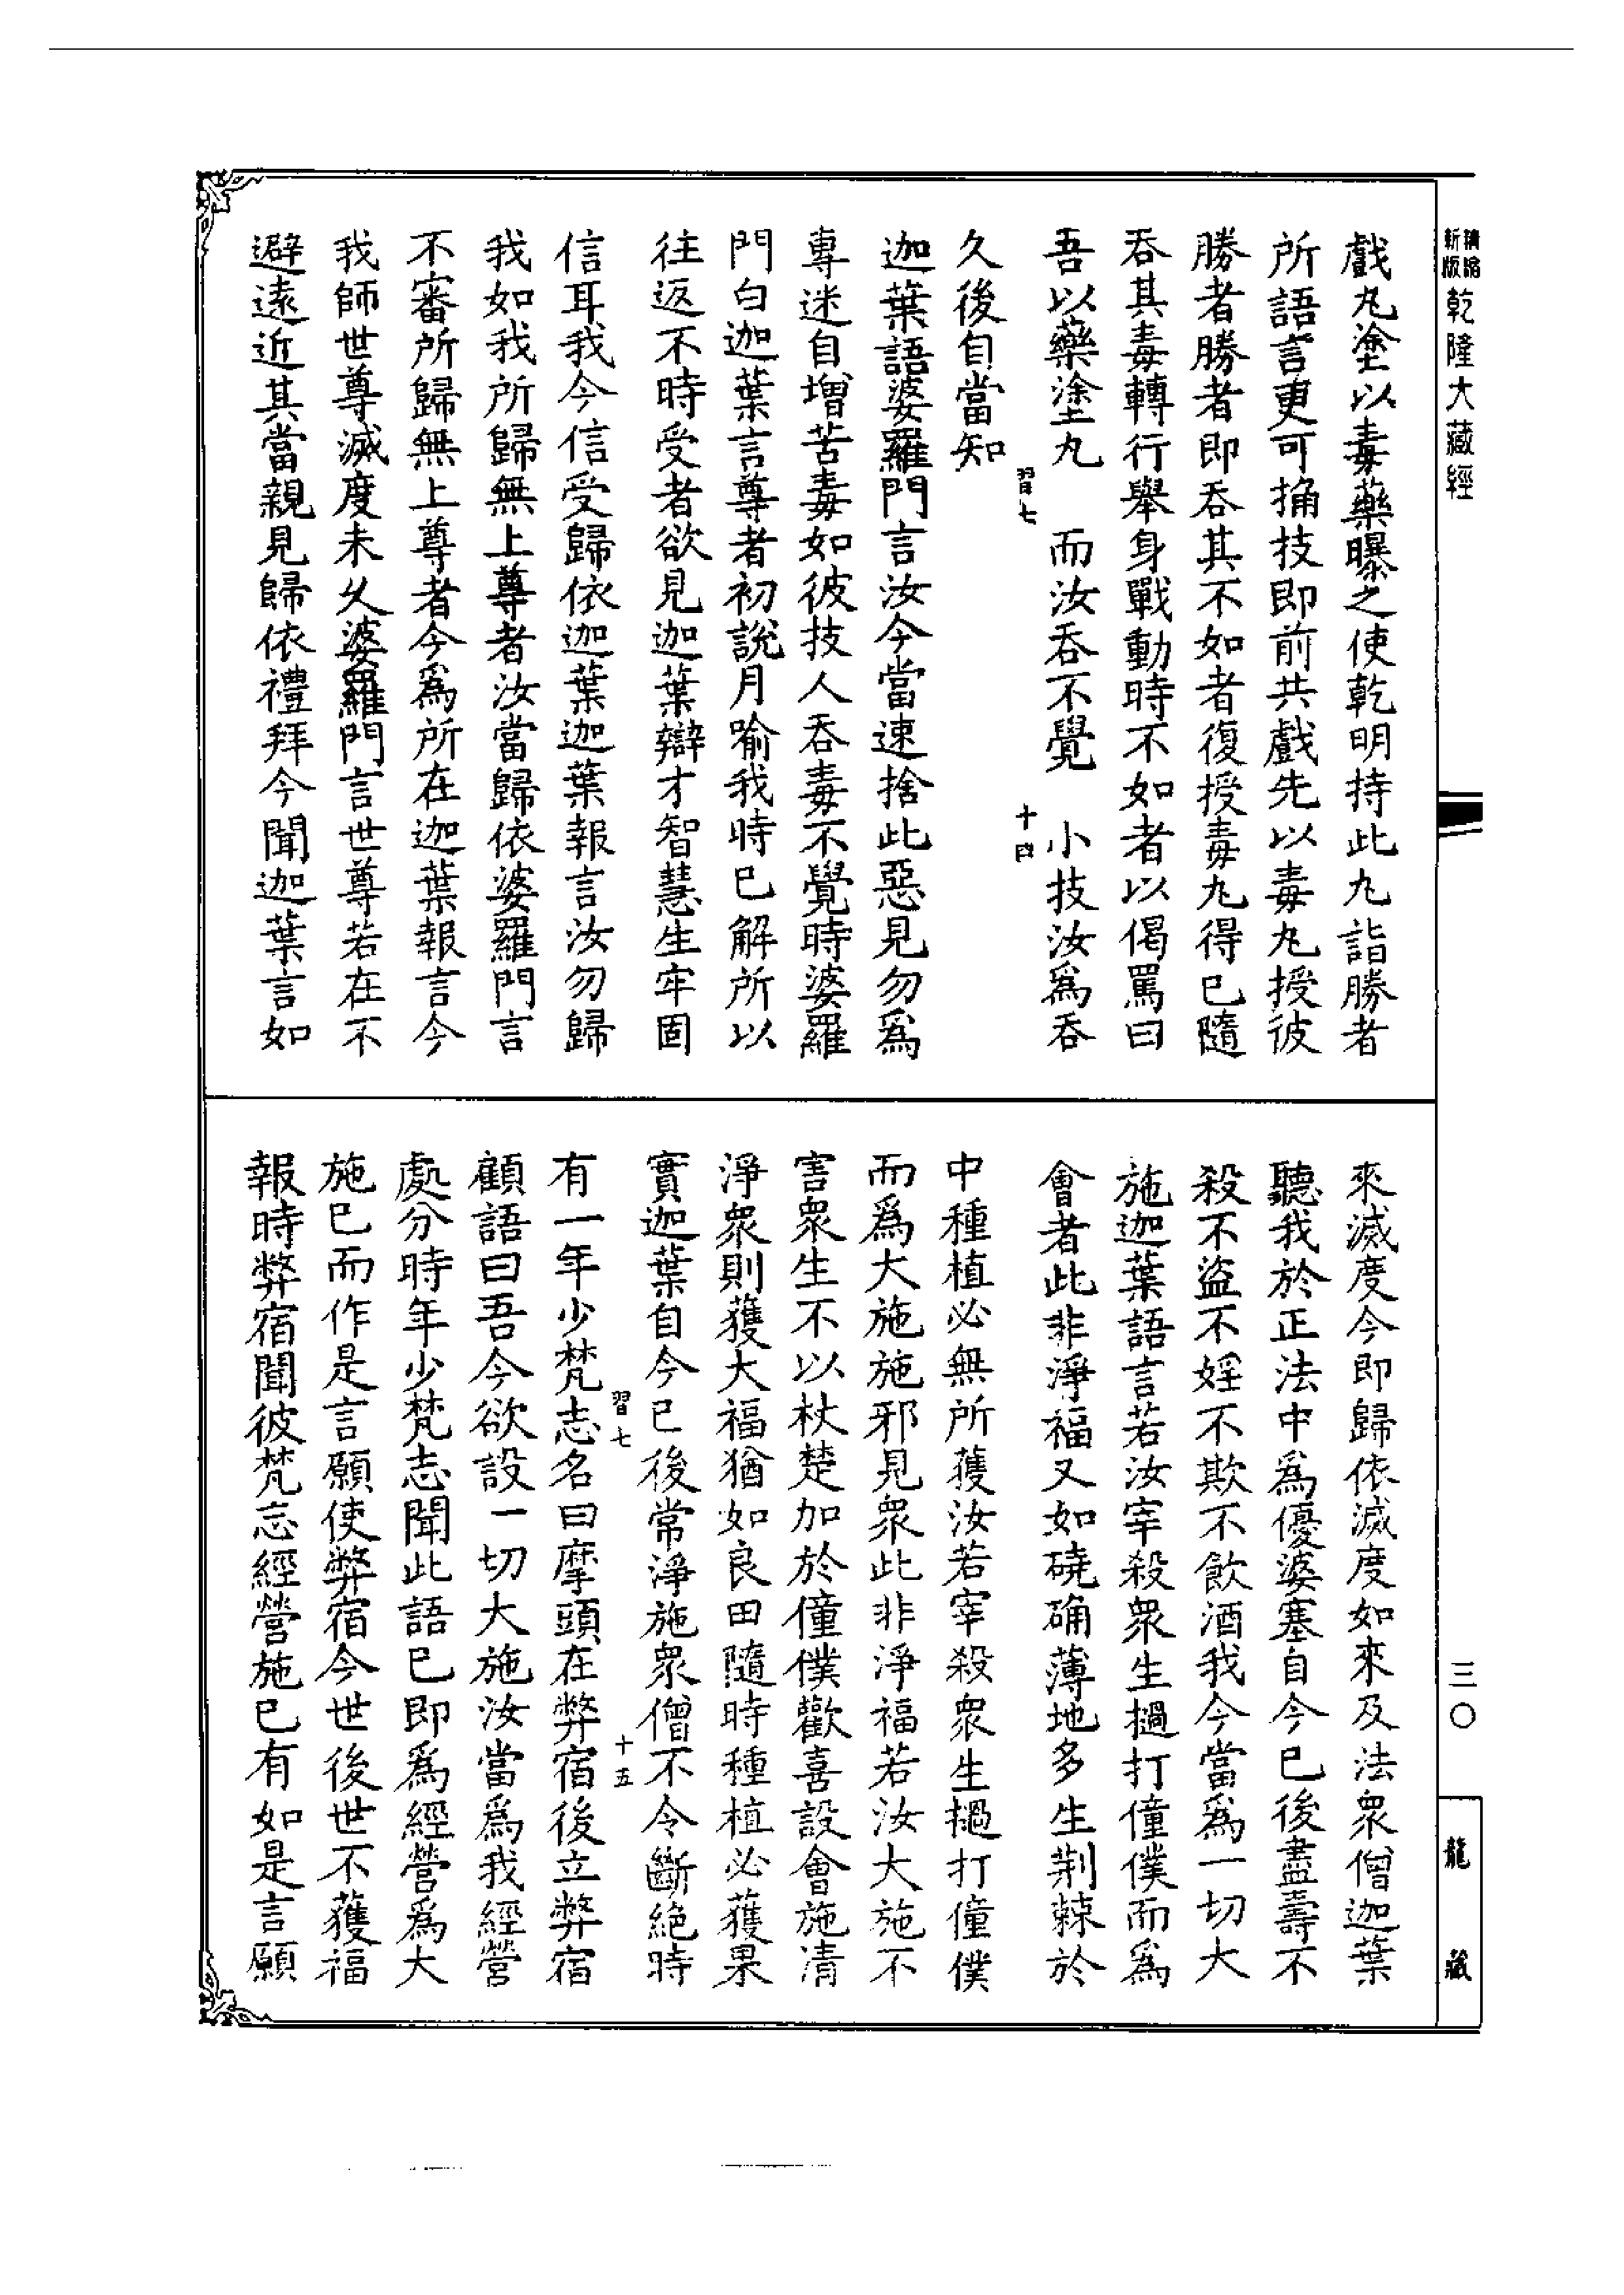 新版
精縮
乾隆大藏經
三〇
龍藏
戲丸塗以毒藥曝之使乾明持此丸詣勝者
所語言更可捔技即前共戲先以毒丸授彼
勝者勝者即吞其不如者復授毒丸得已隨
吞其毒轉行舉身戰動時不如者以偈罵曰
吾以藥塗丸　而汝吞不覺　小技汝爲吞
習七　十四
久後自當知
迦葉語婆羅門言汝今當速捨此惡見勿爲
專迷自增苦毒如彼技人吞毒不覺時婆羅
門白迦葉言尊者初說月喻我時已解所以
往返不時受者欲見迦葉辯才智慧生牢固
信耳我今信受歸依迦葉迦葉報言汝勿歸
我如我所歸無上尊者汝當歸依婆羅門言
不審所歸無上尊者今爲所在迦葉報言今
我師世尊滅度未久婆羅門言世尊若在不
避遠近其當親見歸依禮拜今聞迦葉言如
來滅度今即歸依滅度如來及法眾僧迦葉
聽我於正法中爲優婆塞自今已後盡壽不
殺不盜不婬不欺不飲酒我今當爲一切大
施迦葉語言若汝宰殺眾生撾打僮僕而爲
會者此非淨福又如磽确薄地多生荆棘於
中種植必無所獲汝若宰殺眾生撾打僮僕
而爲大施施邪見眾此非淨福若汝大施不
害眾生不以杖楚加於僮僕歡喜設會施清
淨眾則獲大福猶如良田隨時種植必獲果
實迦葉自今已後常淨施眾僧不令斷絕時
習七　十五
有一年少梵志名曰摩頭在弊宿後立弊宿
顧語曰吾今欲設一切大施汝當爲我經營
處分時年少梵志聞此語已即爲經營爲大
施已而作是言願使弊宿今世後世不獲福
報時弊宿聞彼梵志經營施已有如是言願